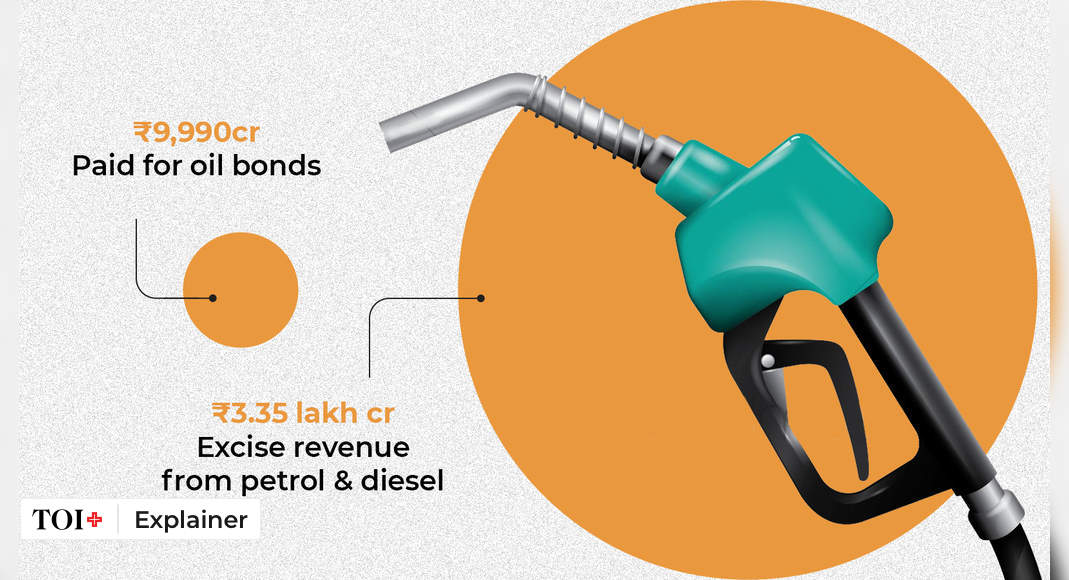 ₹9,990cr
Paid for oil bonds
₹3.35 lakh cr
Excise revenue
from petrol & diesel
TOI+ Explainer